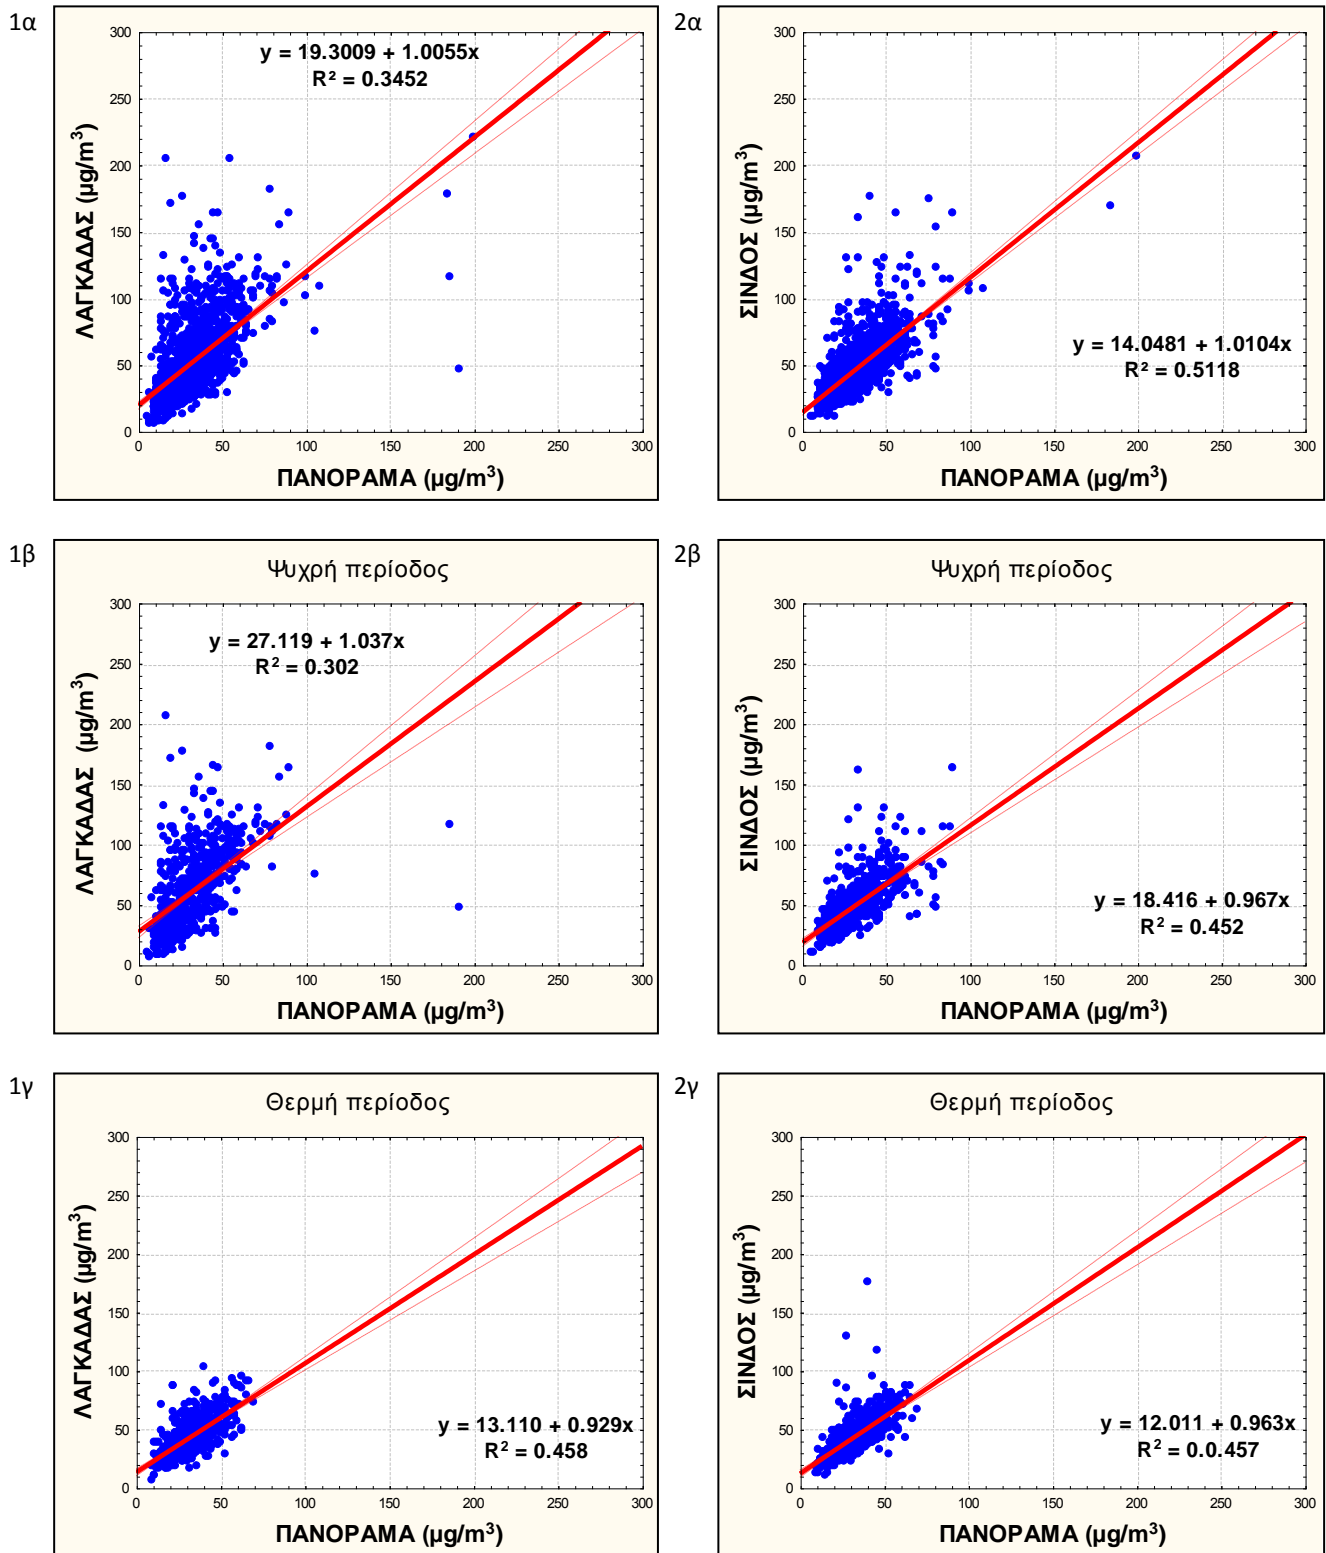 1α
300
250
200
150
100
50
0
0 50 100 150 200 250 300
ΛΑΓΚΑΔΑΣ (μg/m³)
y = 19.3009 + 1.0055x
R² = 0.3452
ΠΑΝΟΡΑΜΑ (μg/m³)
2α
300
250
200
150
100
50
0
0 50 100 150 200 250 300
ΣΙΝΔΟΣ (μg/m³)
y = 14.0481 + 1.0104x
R² = 0.5118
ΠΑΝΟΡΑΜΑ (μg/m³)
1β
Ψυχρή περίοδος
300
250
200
150
100
50
0
0 50 100 150 200 250 300
ΛΑΓΚΑΔΑΣ (μg/m³)
y = 27.119 + 1.037x
R² = 0.302
ΠΑΝΟΡΑΜΑ (μg/m³)
2β
Ψυχρή περίοδος
300
250
200
150
100
50
0
0 50 100 150 200 250 300
ΣΙΝΔΟΣ (μg/m³)
y = 18.416 + 0.967x
R² = 0.452
ΠΑΝΟΡΑΜΑ (μg/m³)
1γ
Θερμή περίοδος
300
250
200
150
100
50
0
0 50 100 150 200 250 300
ΛΑΓΚΑΔΑΣ (μg/m³)
y = 13.110 + 0.929x
R² = 0.458
ΠΑΝΟΡΑΜΑ (μg/m³)
2γ
Θερμή περίοδος
300
250
200
150
100
50
0
0 50 100 150 200 250 300
ΣΙΝΔΟΣ (μg/m³)
y = 12.011 + 0.963x
R² = 0.0.457
ΠΑΝΟΡΑΜΑ (μg/m³)